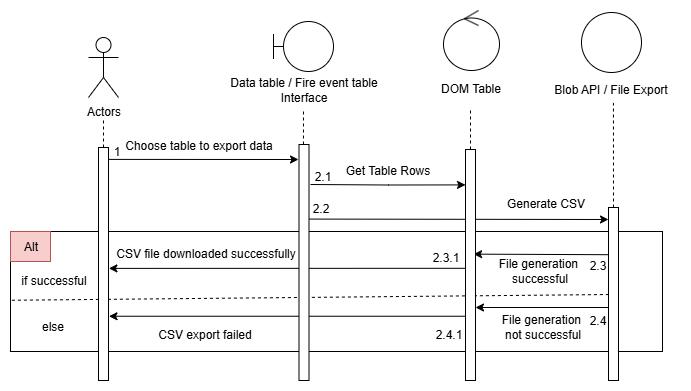 Actors
Data table / Fire event table
Interface
DOM Table
Blob API / File Export
1
Choose table to export data
2.1
Get Table Rows
2.2
Generate CSV
Alt
CSV file downloaded successfully
2.3.1
File generation
successful
2.3
if successful
else
CSV export failed
2.4.1
File generation
not successful
2.4